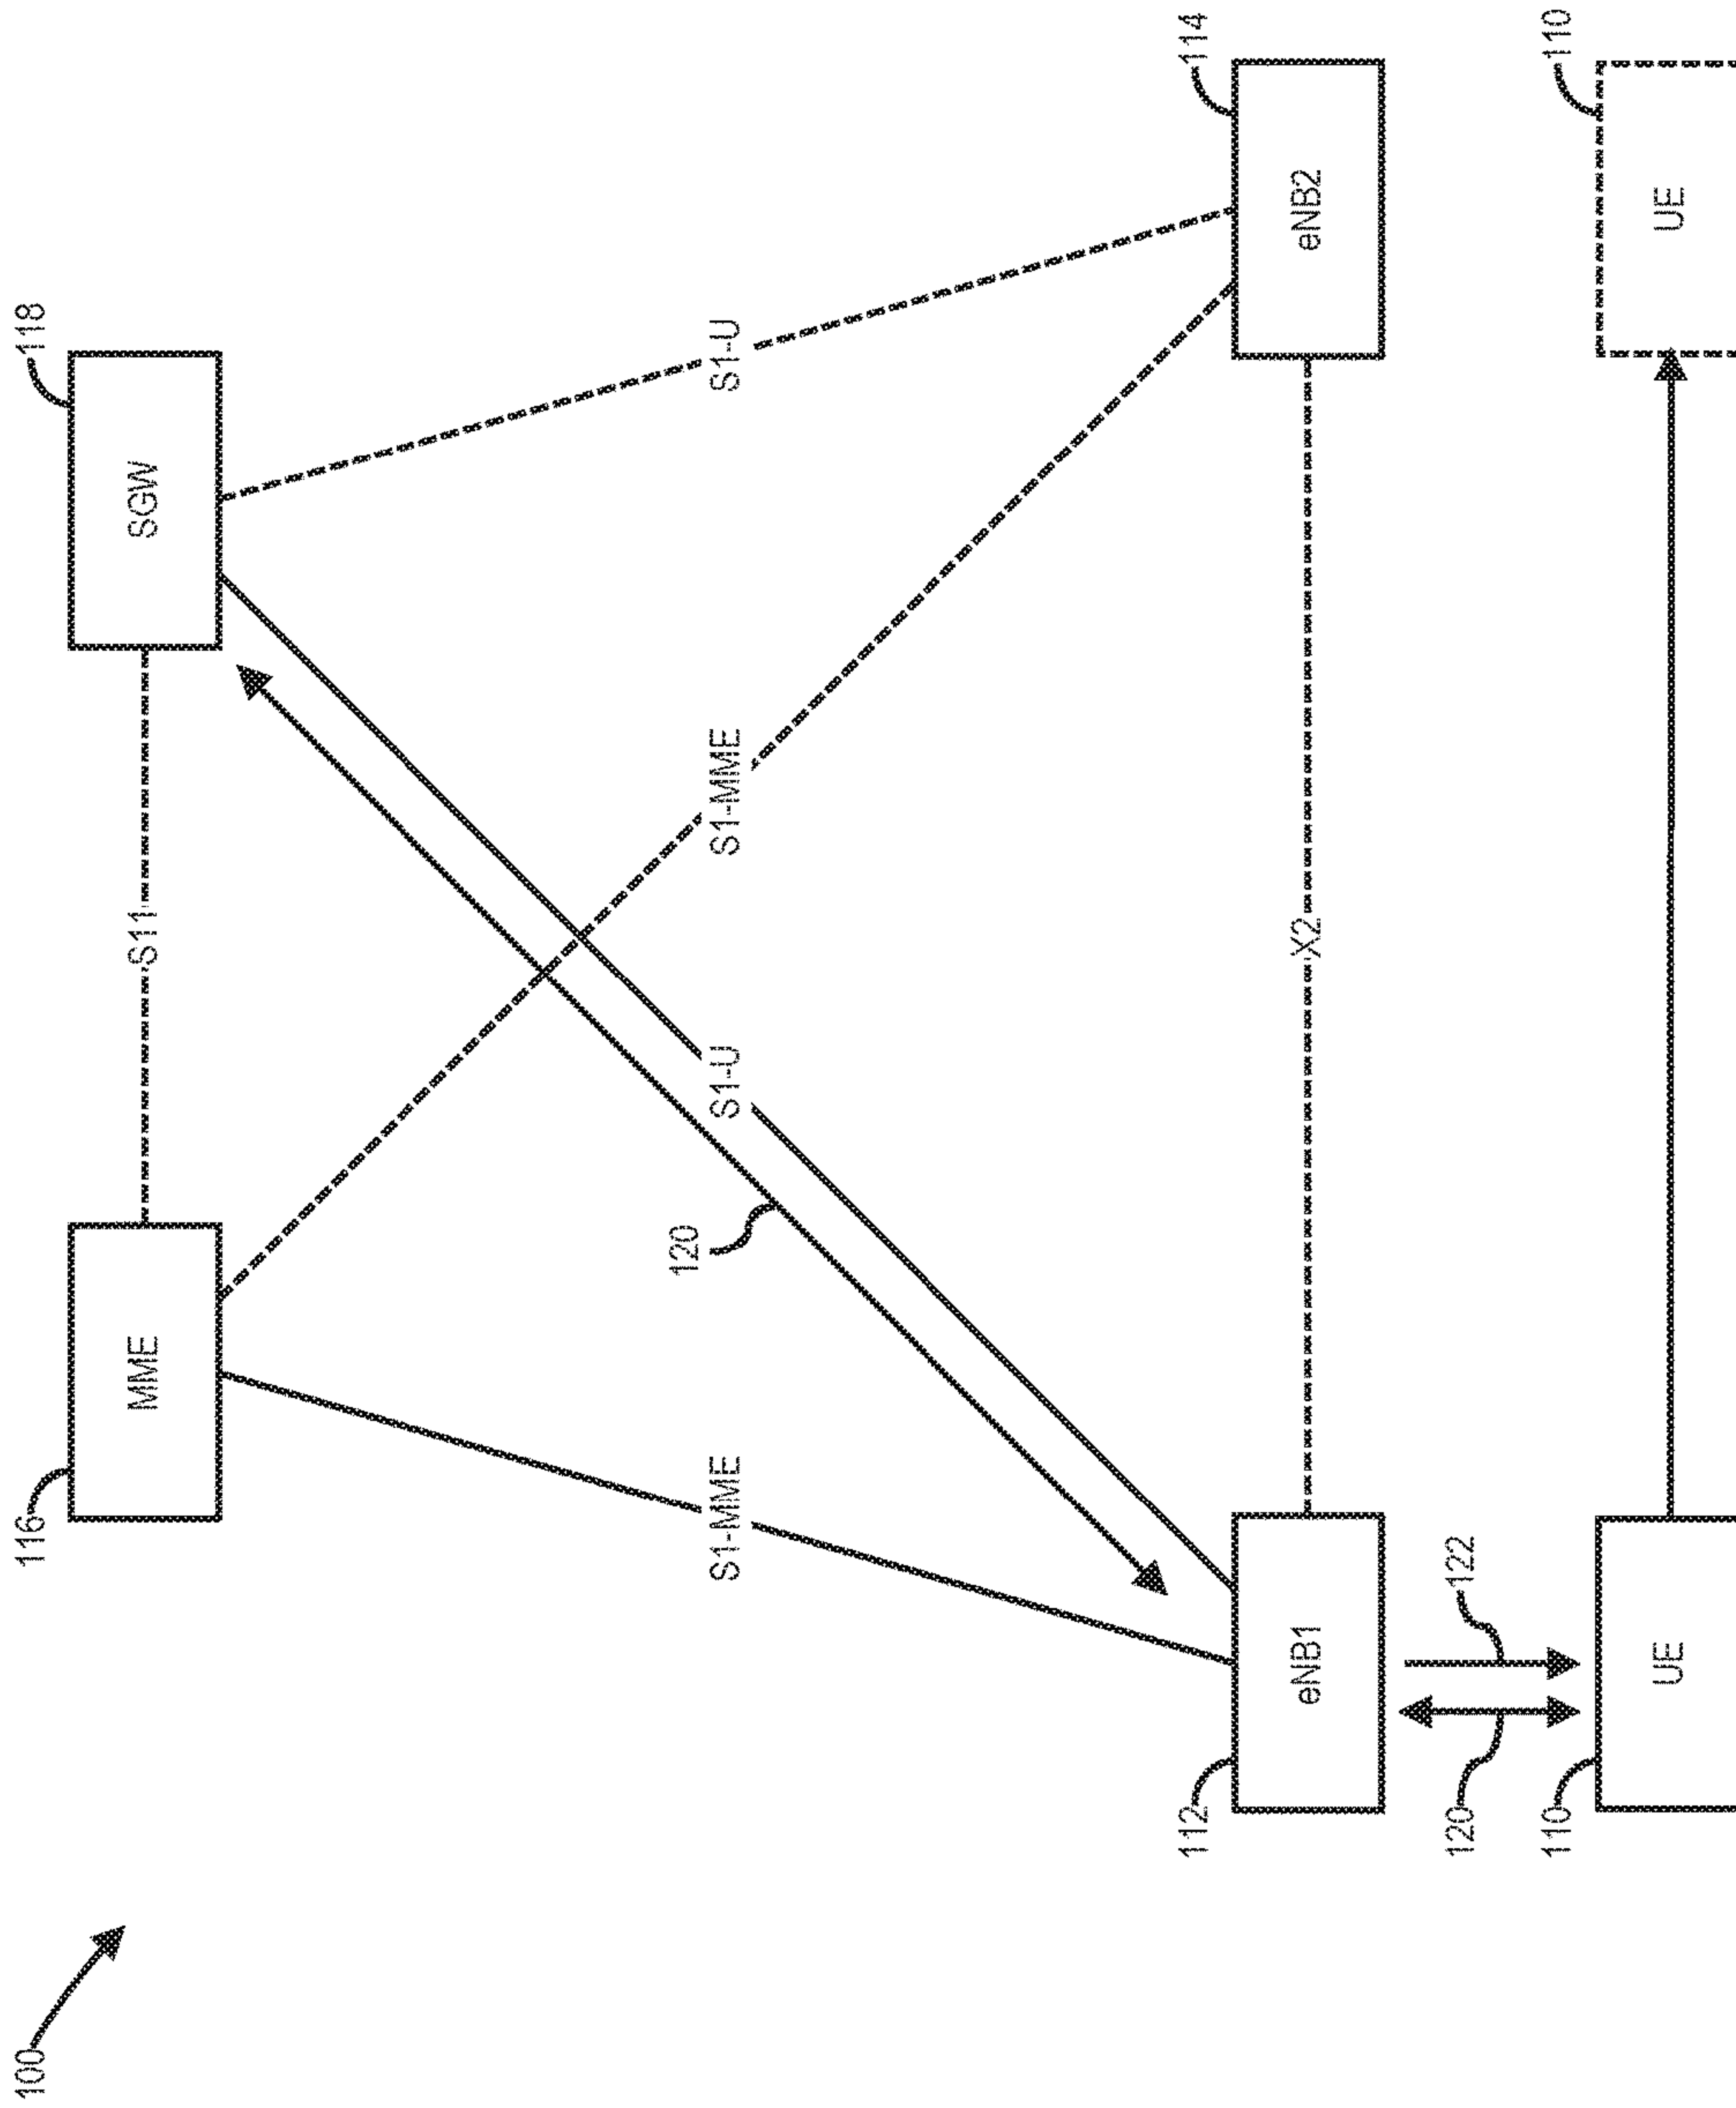 100
116
118
MME
S11
SGW
S1-MME
120
S1-U
S1-MME
S1-U
112
114
eNB1
X2
eNB2
120
122
110
110
UE
UE